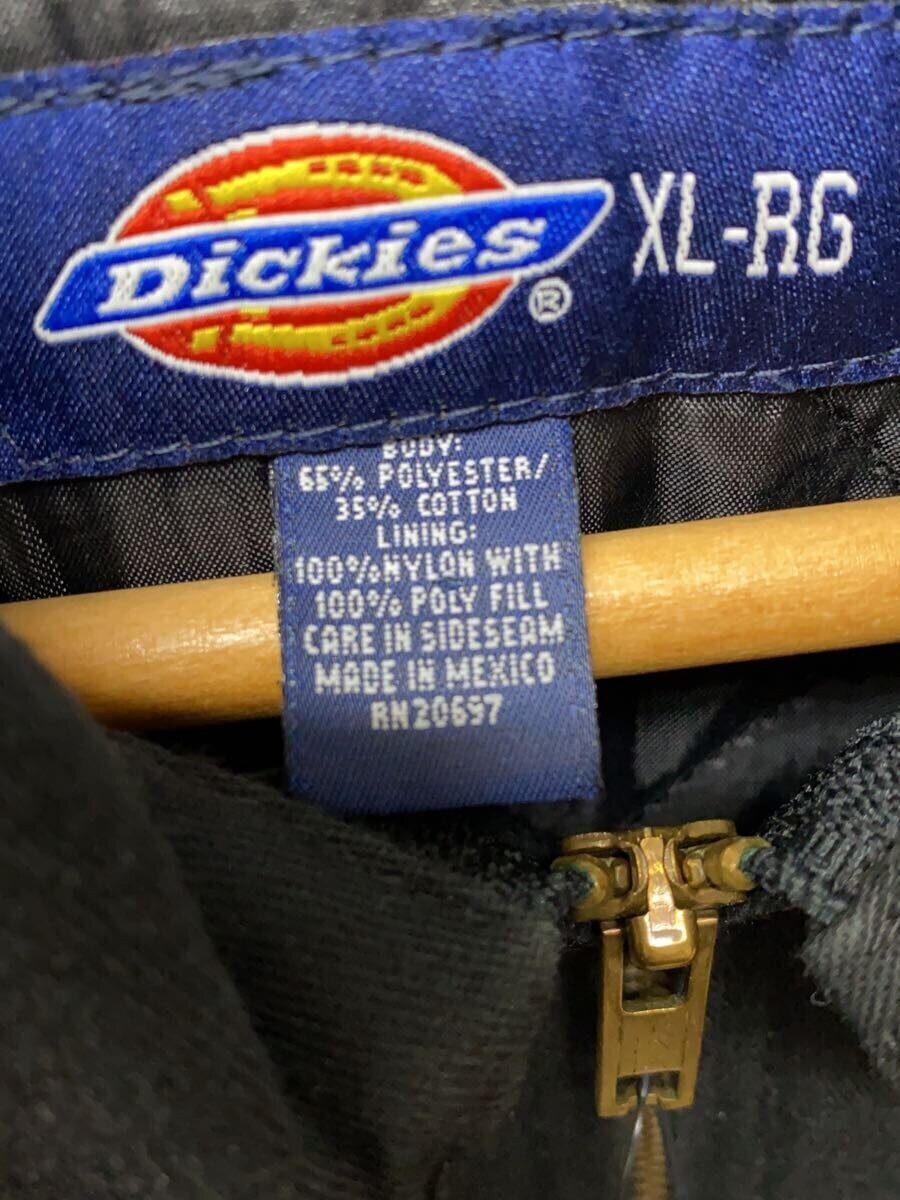 Dickies®
XL-RG
BODY:
65% POLYESTER/
35% COTTON
LINING:
100% NYLON WITH
100% POLY FILL
CARE IN SIDESEAM
MADE IN MEXICO
RN20697